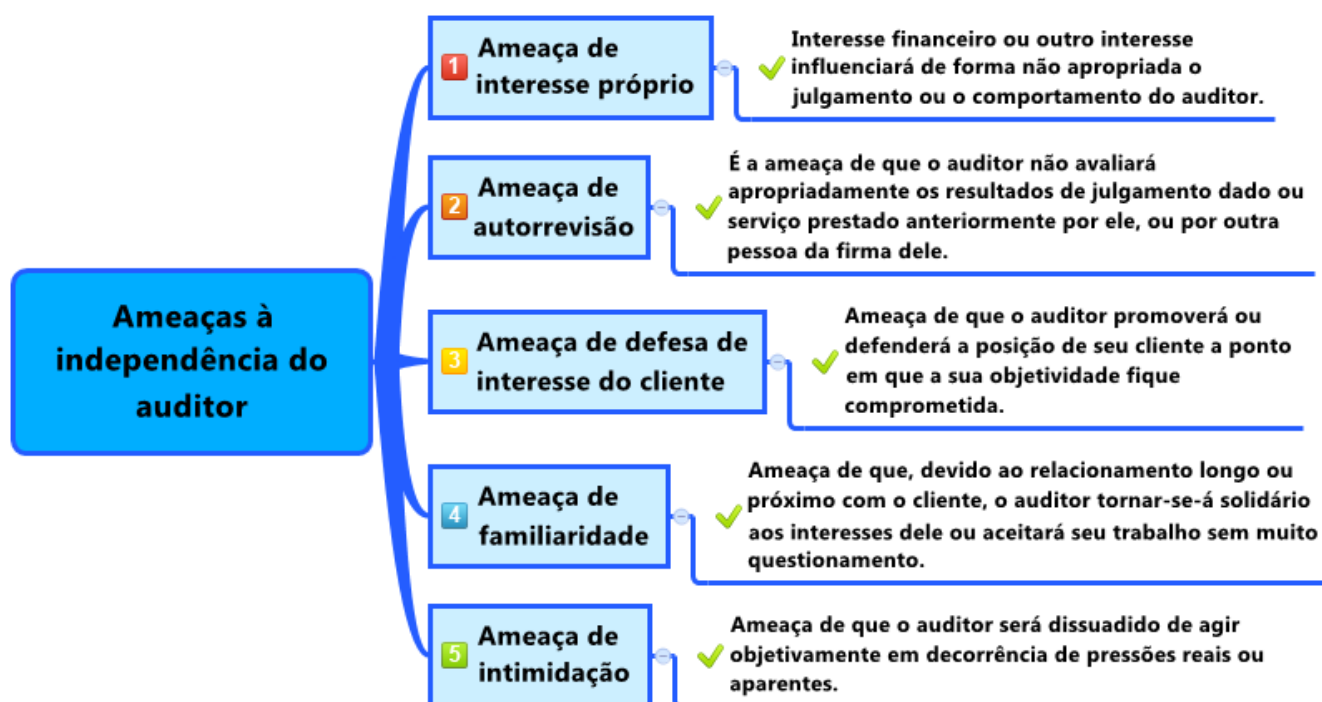 Ameaças à
independência do
auditor
1
Ameaça de
interesse próprio
Interesse financeiro ou outro interesse
influenciará de forma não apropriada o
julgamento ou o comportamento do auditor.
2
Ameaça de
autorrevisão
É a ameaça de que o auditor não avaliará
apropriadamente os resultados de julgamento dado ou
serviço prestado anteriormente por ele, ou por outra
pessoa da firma dele.
3
Ameaça de defesa de
interesse do cliente
Ameaça de que o auditor promoverá ou
defenderá a posição de seu cliente a ponto
em que a sua objetividade fique
comprometida.
4
Ameaça de
familiaridade
Ameaça de que, devido ao relacionamento longo ou
próximo com o cliente, o auditor tornar-se-á solidário
aos interesses dele ou aceitará seu trabalho sem muito
questionamento.
5
Ameaça de
intimidação
Ameaça de que o auditor será dissuadido de agir
objetivamente em decorrência de pressões reais ou
aparentes.